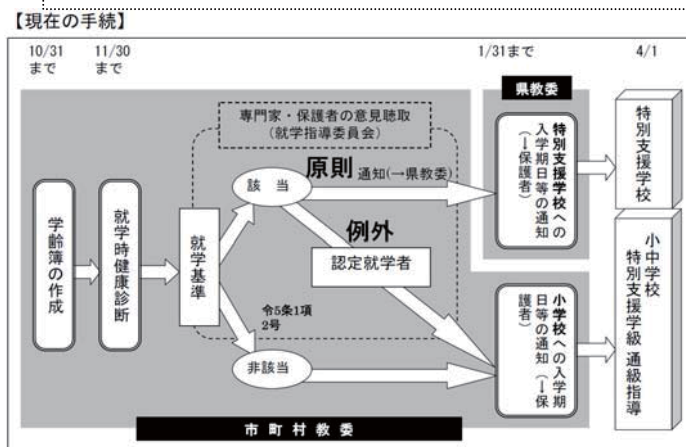 【現在の手続】
10/31
まで
11/30
まで
1/31まで
4/1
県教委
専門家・保護者の意見聴取
(就学指導委員会)
原則
通知(→県教委)
該 当
例外
認定就学者
学齢簿の作成
就学時健康診断
就学基準
令5条1項
2号
非該当
特別支援学校への
入学期日等の通知
(→保護者)
小学校への入学期
日等の通知(→保
護者)
特別支援学校
小中学校
特別支援学級 通級指導
市 町 村 教 委